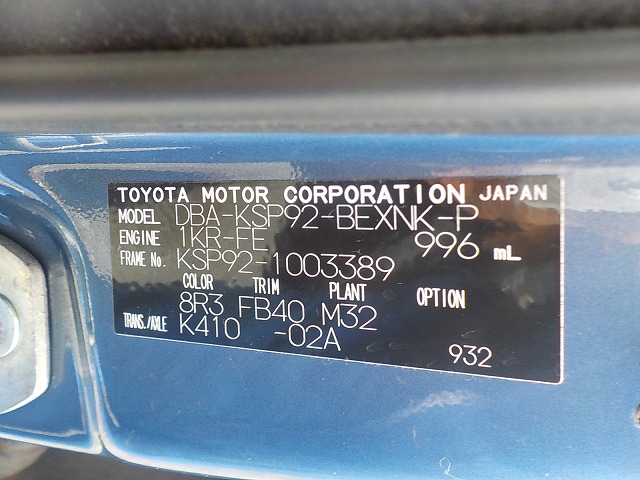 TOYOTA MOTOR CORPORATION JAPAN
MODEL DBA-KSP92-BEXNK-P
ENGINE 1KR-FE 996 mL
FRAME No. KSP92-1003389
COLOR TRIM PLANT OPTION
8R3 FB40 M32
TRANS./AXLE K410 -02A
932